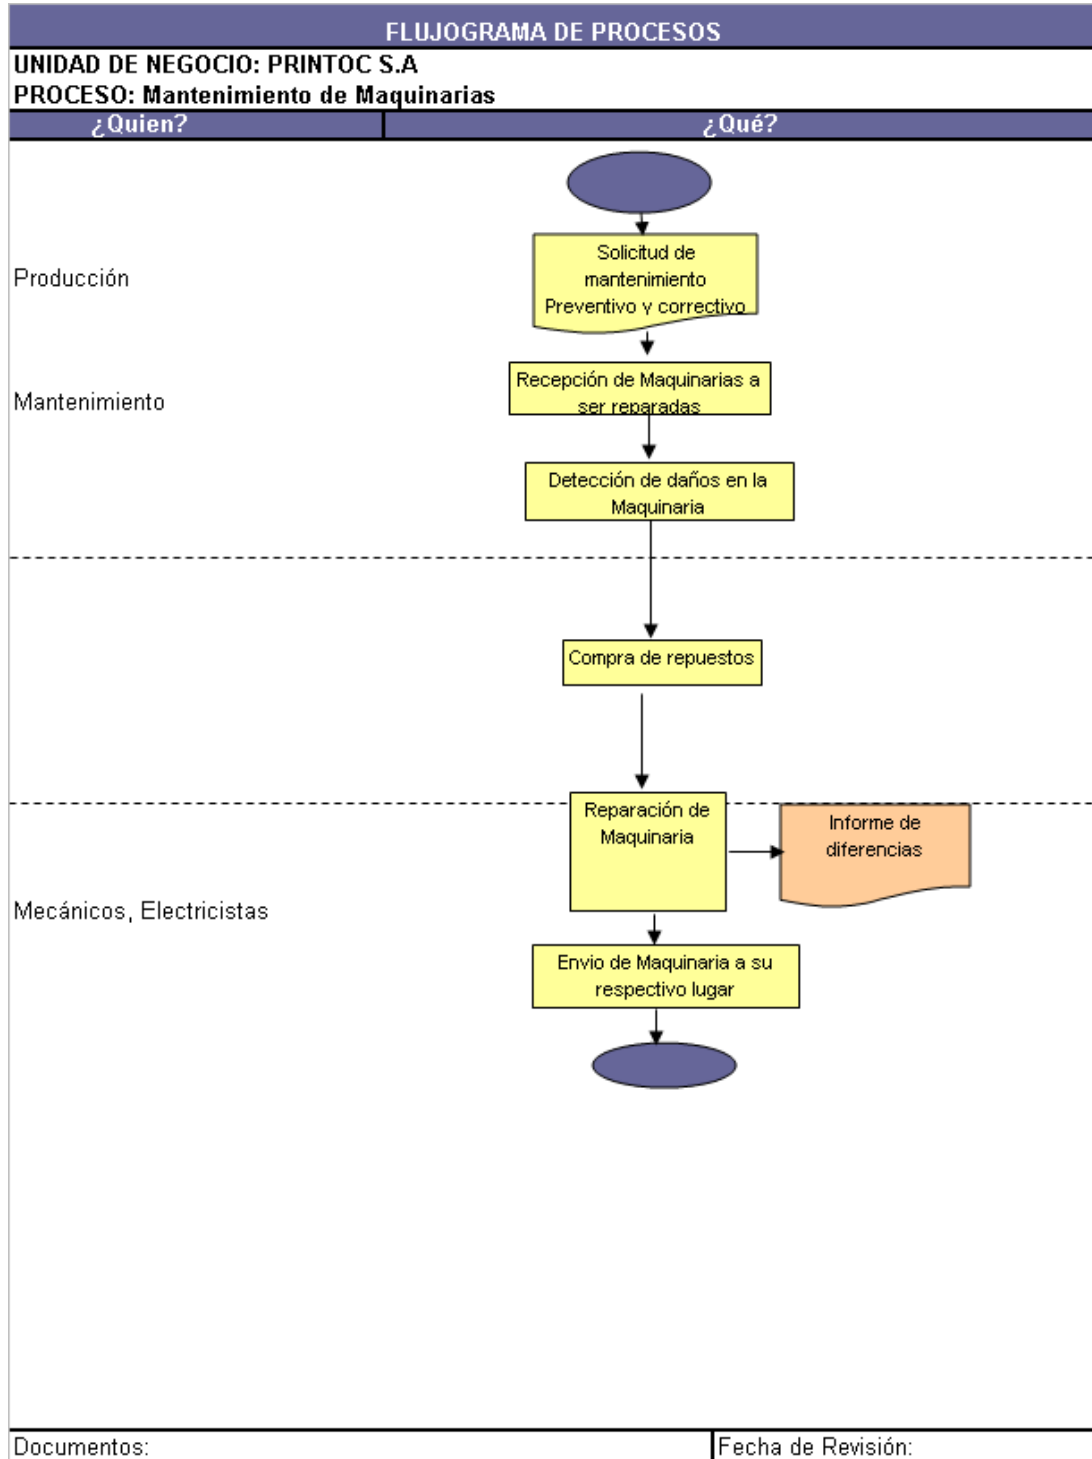 FLUJOGRAMA DE PROCESOS
UNIDAD DE NEGOCIO: PRINTOC S.A
PROCESO: Mantenimiento de Maquinarias
¿Quien?
¿Qué?
Solicitud de
mantenimiento
Preventivo y correctivo
Producción
Recepción de Maquinarias a
ser reparadas
Mantenimiento
Detección de daños en la
Maquinaria
Compra de repuestos
Reparación de
Maquinaria
Informe de
diferencias
Mecánicos, Electricistas
Envio de Maquinaria a su
respectivo lugar
Documentos:
Fecha de Revisión: